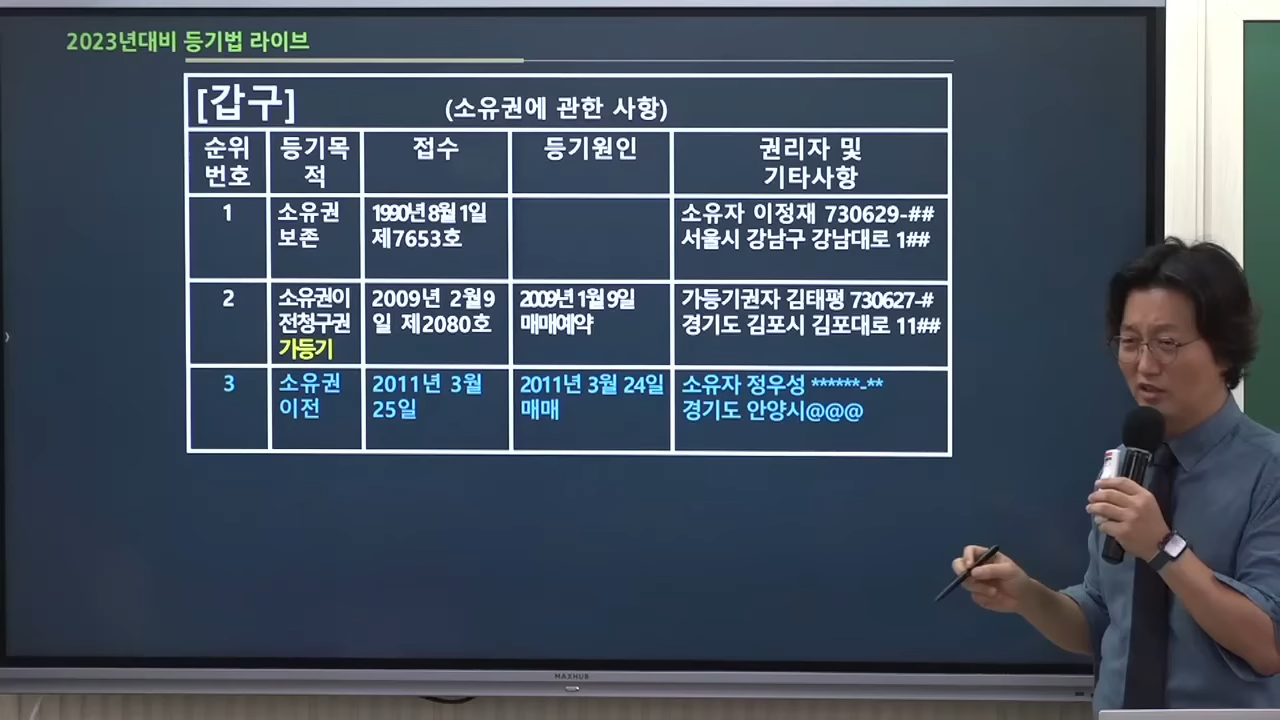 2023년대비 등기법 라이브
[갑구] (소유권에 관한 사항)
순위
번호
등기목
적
접수
등기원인
권리자 및
기타사항
1
소유권
보존
1990년 8월 1일
제7653호
소유자 이정재 730629-##
서울시 강남구 강남대로 1##
2
소유권이
전청구권
가등기
2009년 2월9
일 제2080호
2009년 1월 9일
매매예약
가등기권자 김태평 730627-#
경기도 김포시 김포대로 11##
3
소유권
이전
2011년 3월
25일
2011년 3월 24일
매매
소유자 정우성 ******-**
경기도 안양시@@@
MAXHUB